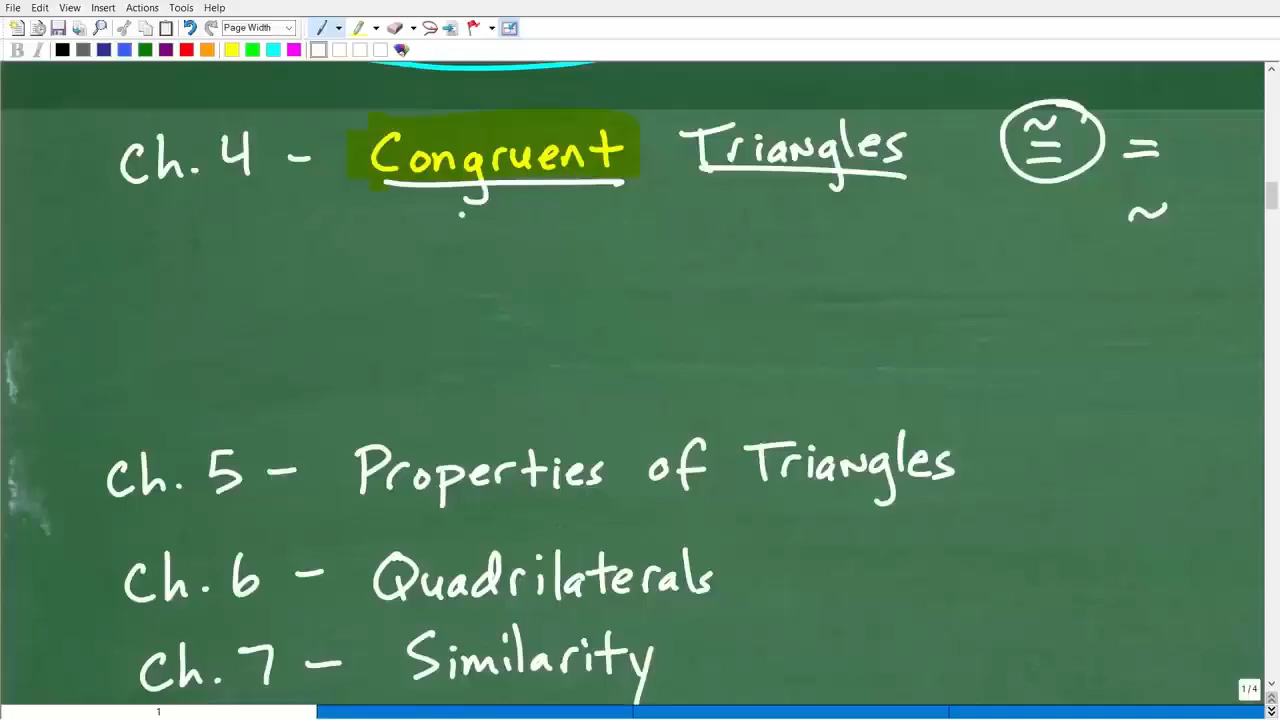 File Edit View Insert Actions Tools Help
Page Width
B I
Ch. 4 - Congruent Triangles ≅ =
~
Ch. 5 - Properties of Triangles
Ch. 6 - Quadrilaterals
Ch. 7 - Similarity
1/4
1